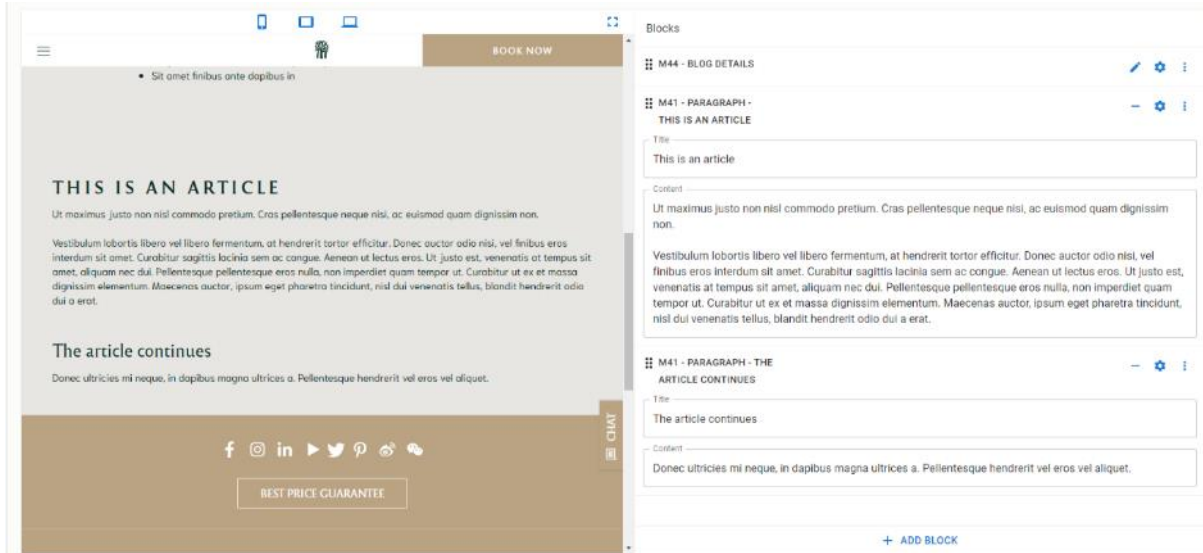 BOOK NOW
Sit amet finibus ante dapibus in
THIS IS AN ARTICLE
Ut maximus justo non nisl commodo pretium. Cras pellentesque neque nisi, ac euismod quam dignissim non.
Vestibulum lobortis libero vel libero fermentum, at hendrerit tortor efficitur. Donec auctor odio nisi, vel finibus eros
interdum sit amet. Curabitur sagittis lacinia sem ac congue. Aenean ut lectus eros. Ut justo est, venenatis at tempus sit
amet, aliquam nec dui. Pellentesque pellentesque eros nulla, non imperdiet quam tempor ut. Curabitur ut ex et massa
dignissim elementum. Maecenas auctor, ipsum eget pharetra tincidunt, nisl dui venenatis tellus, blandit hendrerit odio
dui a erat.
The article continues
Donec ultricies mi neque, in dapibus magna ultrices a. Pellentesque hendrerit vel eros vel aliquet.
CHAT
BEST PRICE GUARANTEE
Blocks
M44 - BLOG DETAILS
M41 - PARAGRAPH -
THIS IS AN ARTICLE
Title
This is an article
Content
Ut maximus justo non nisl commodo pretium. Cras pellentesque neque nisi, ac euismod quam dignissim
non.
Vestibulum lobortis libero vel libero fermentum, at hendrerit tortor efficitur. Donec auctor odio nisi, vel
finibus eros interdum sit amet. Curabitur sagittis lacinia sem ac congue. Aenean ut lectus eros. Ut justo est,
venenatis at tempus sit amet, aliquam nec dui. Pellentesque pellentesque eros nulla, non imperdiet quam
tempor ut. Curabitur ut ex et massa dignissim elementum. Maecenas auctor, ipsum eget pharetra tincidunt,
nisl dui venenatis tellus, blandit hendrerit odio dui a erat.
M41 - PARAGRAPH - THE
ARTICLE CONTINUES
Title
The article continues
Content
Donec ultricies mi neque, in dapibus magna ultrices a. Pellentesque hendrerit vel eros vel aliquet.
+ ADD BLOCK